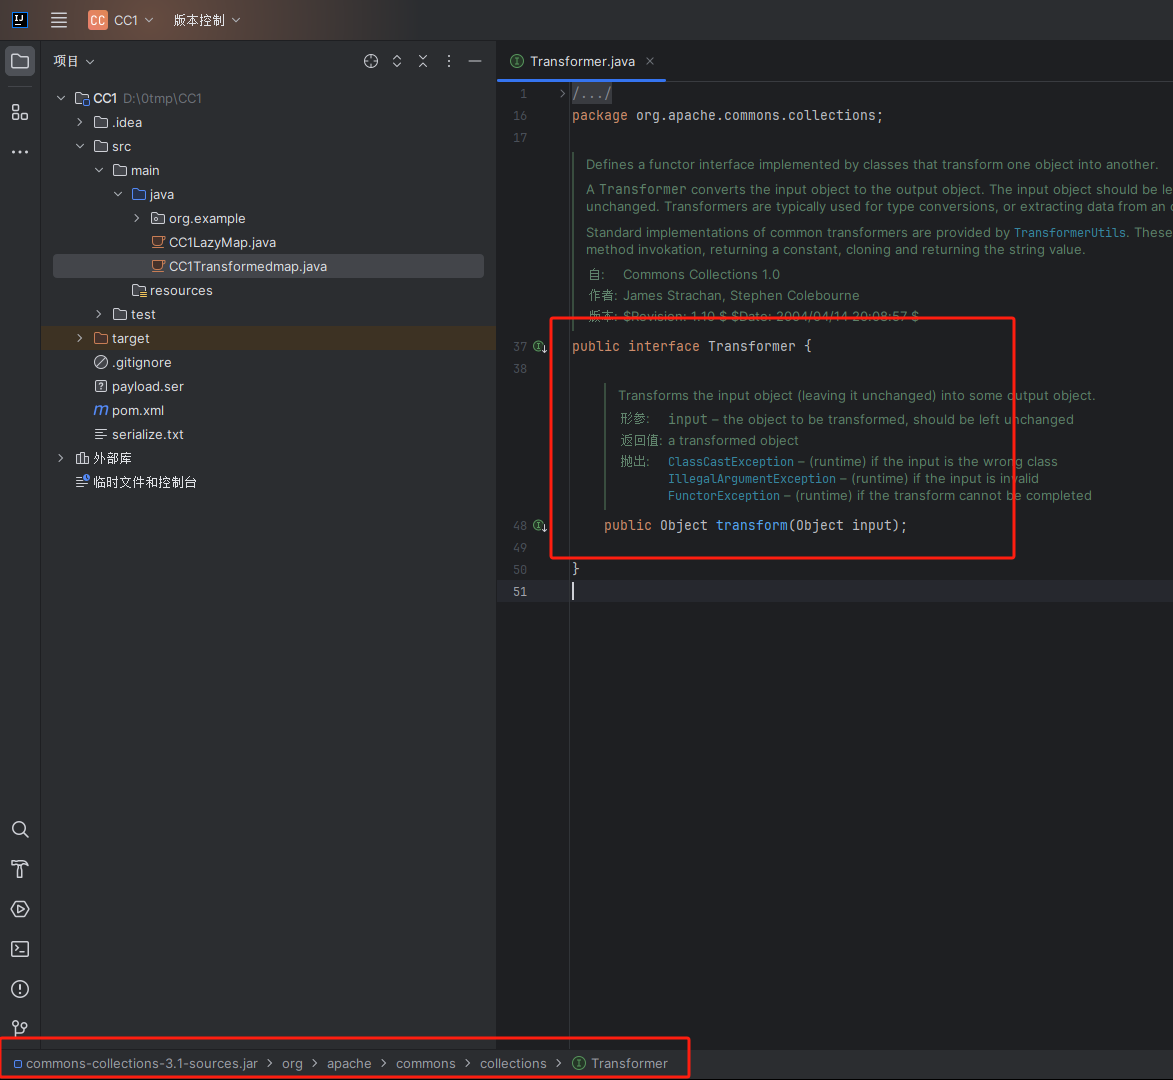 IJ
CC CC1 版本控制
项目
CC1 D:\0tmp\CC1
.idea
src
main
java
org.example
CC1LazyMap.java
CC1Transformedmap.java
resources
test
target
.gitignore
payload.ser
m pom.xml
serialize.txt
外部库
临时文件和控制台
Transformer.java
1 /.../
16 package org.apache.commons.collections;
17
Defines a functor interface implemented by classes that transform one object into another.
A Transformer converts the input object to the output object. The input object should be le
unchanged. Transformers are typically used for type conversions, or extracting data from an
Standard implementations of common transformers are provided by TransformerUtils. These
method invokation, returning a constant, cloning and returning the string value.
自: Commons Collections 1.0
作者: James Strachan, Stephen Colebourne
版本: $Revision: 1.10 $ $Date: 2004/04/14 20:08:57 $
37 public interface Transformer {
38
Transforms the input object (leaving it unchanged) into some output object.
形参: input – the object to be transformed, should be left unchanged
返回值: a transformed object
抛出: ClassCastException – (runtime) if the input is the wrong class
IllegalArgumentException – (runtime) if the input is invalid
FunctorException – (runtime) if the transform cannot be completed
48 public Object transform(Object input);
49
50 }
51
commons-collections-3.1-sources.jar > org > apache > commons > collections > Transformer